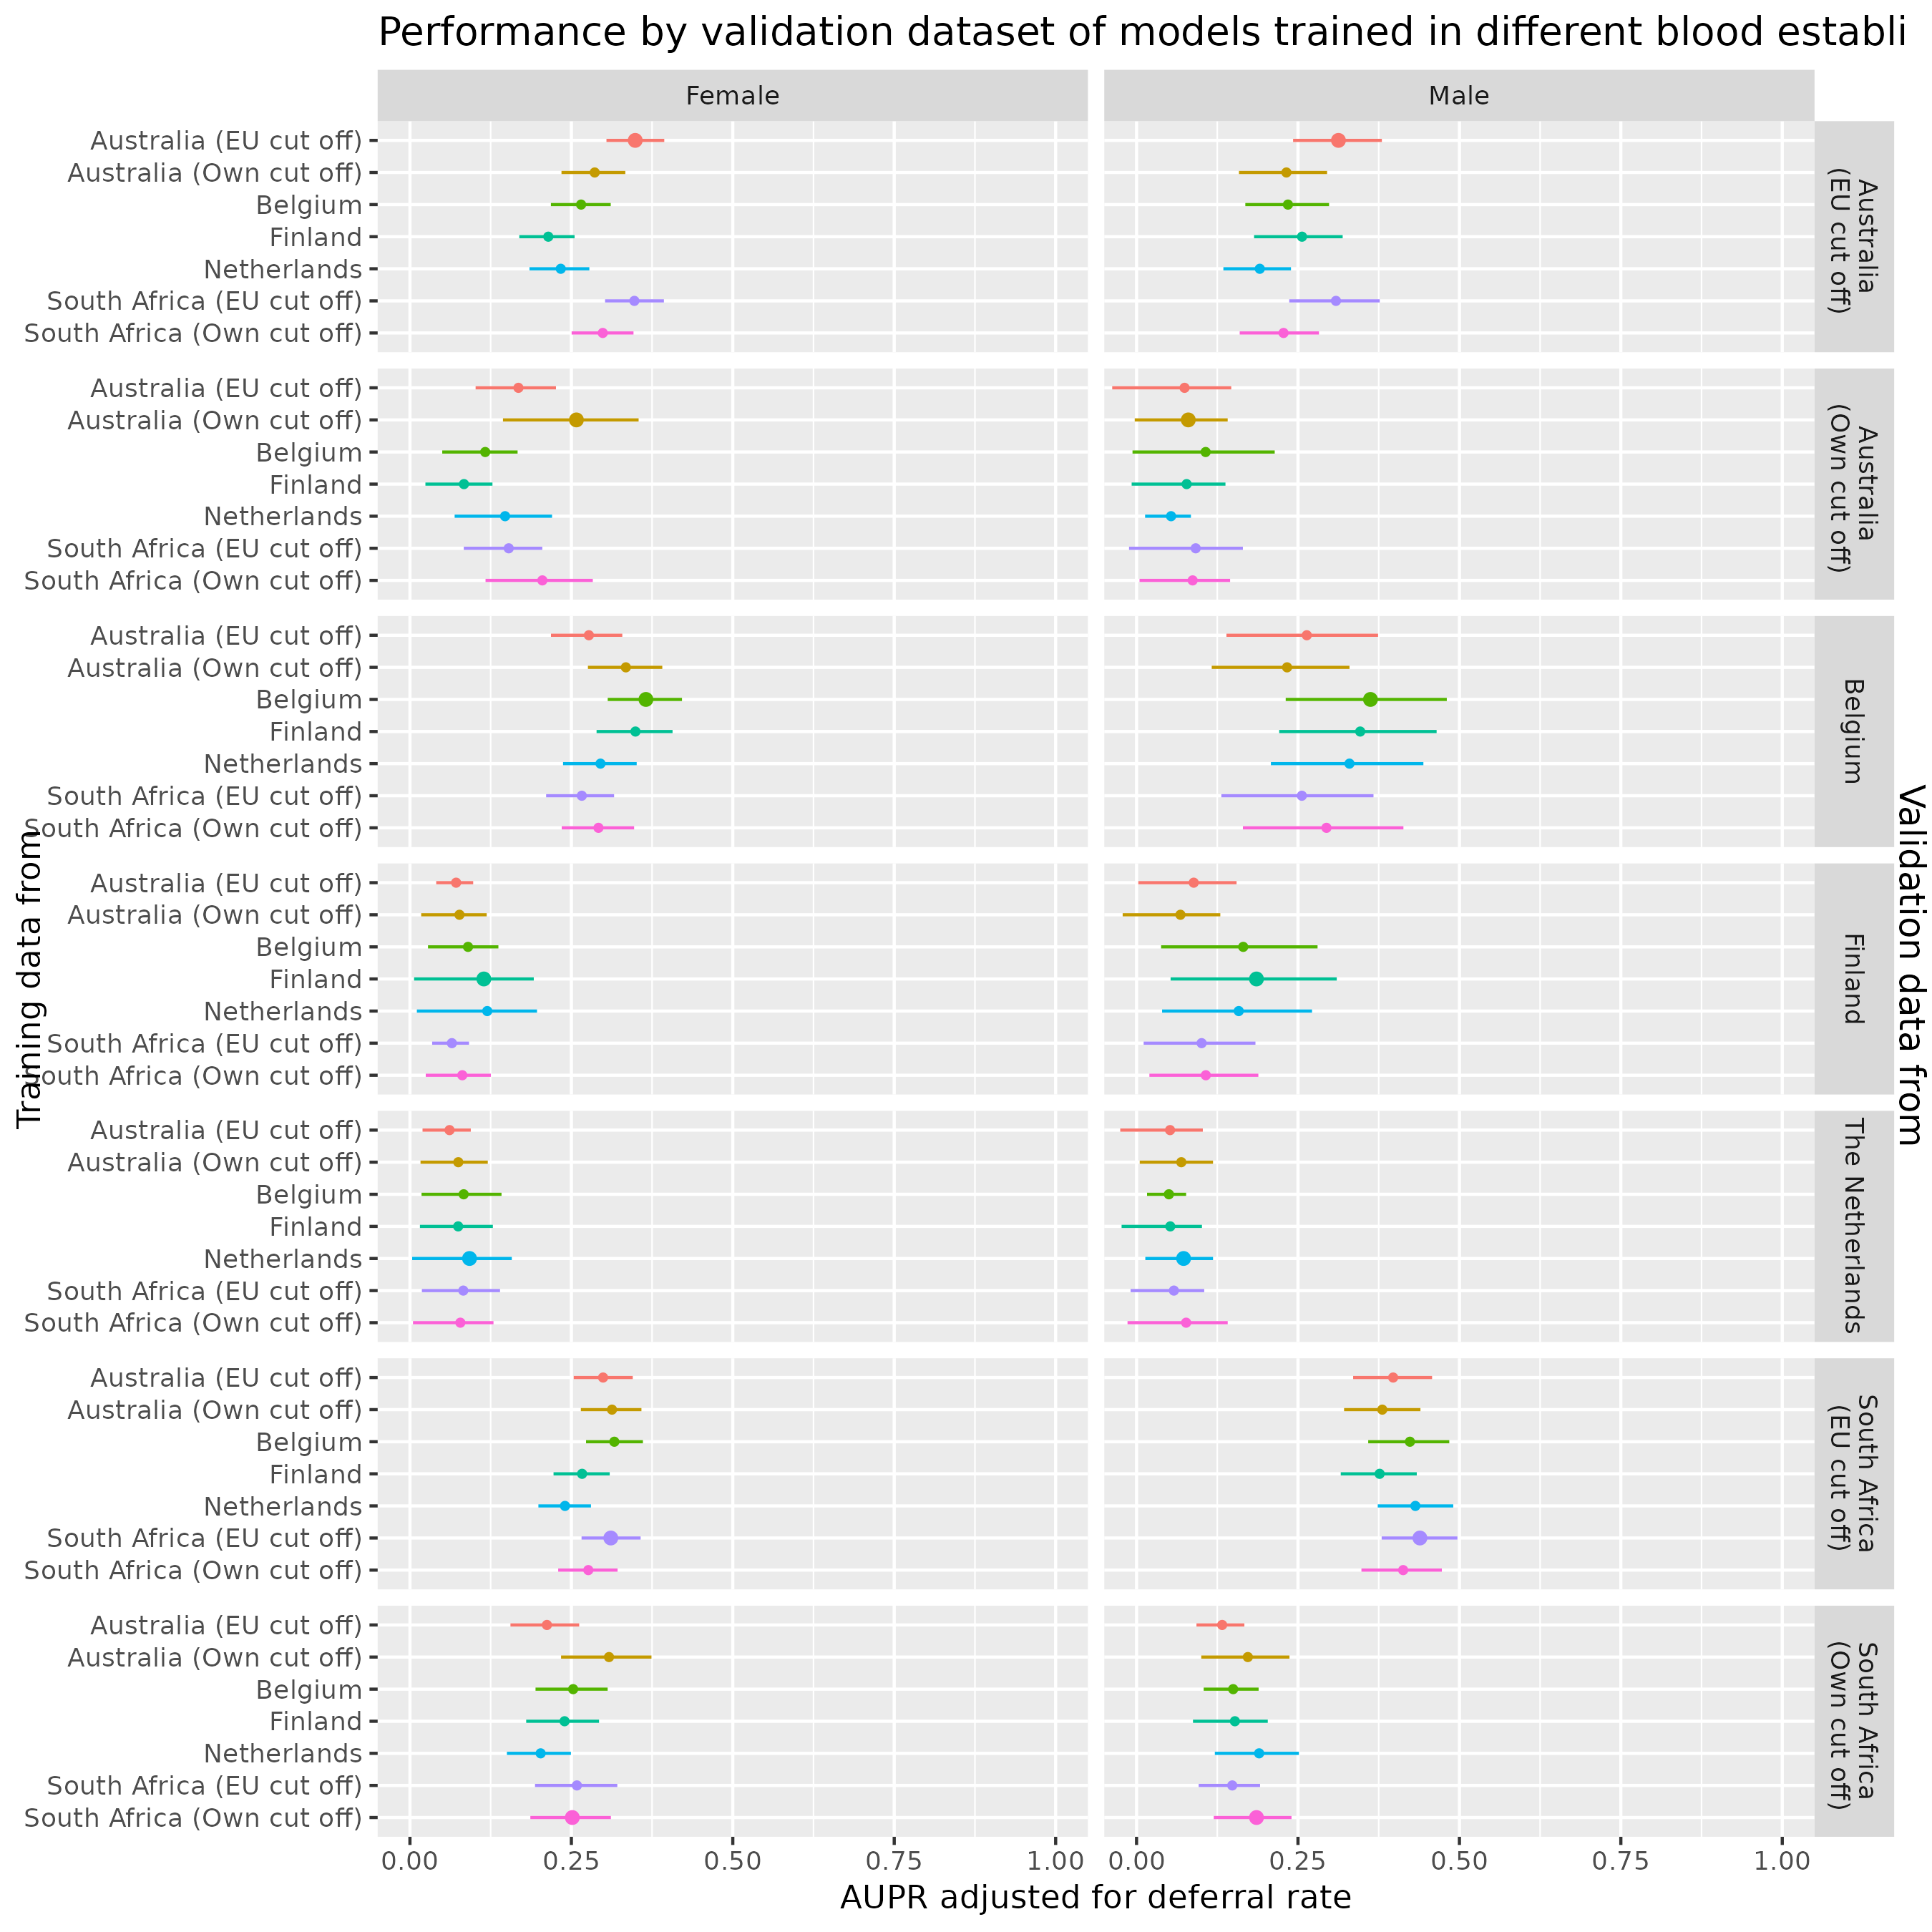 Performance by validation dataset of models trained in different blood establi
Female
Male
Australia (EU cut off)
Australia (Own cut off)
Belgium
Finland
Netherlands
South Africa (EU cut off)
South Africa (Own cut off)
Australia
(EU cut off)
Australia (EU cut off)
Australia (Own cut off)
Belgium
Finland
Netherlands
South Africa (EU cut off)
South Africa (Own cut off)
Australia
(Own cut off)
Australia (EU cut off)
Australia (Own cut off)
Belgium
Finland
Netherlands
South Africa (EU cut off)
South Africa (Own cut off)
Belgium
Australia (EU cut off)
Australia (Own cut off)
Belgium
Finland
Netherlands
South Africa (EU cut off)
South Africa (Own cut off)
Finland
Australia (EU cut off)
Australia (Own cut off)
Belgium
Finland
Netherlands
South Africa (EU cut off)
South Africa (Own cut off)
The Netherlands
Australia (EU cut off)
Australia (Own cut off)
Belgium
Finland
Netherlands
South Africa (EU cut off)
South Africa (Own cut off)
South Africa
(EU cut off)
Australia (EU cut off)
Australia (Own cut off)
Belgium
Finland
Netherlands
South Africa (EU cut off)
South Africa (Own cut off)
South Africa
(Own cut off)
Training data from
Validation data from
0.00 0.25 0.50 0.75 1.00
0.00 0.25 0.50 0.75 1.00
AUPR adjusted for deferral rate